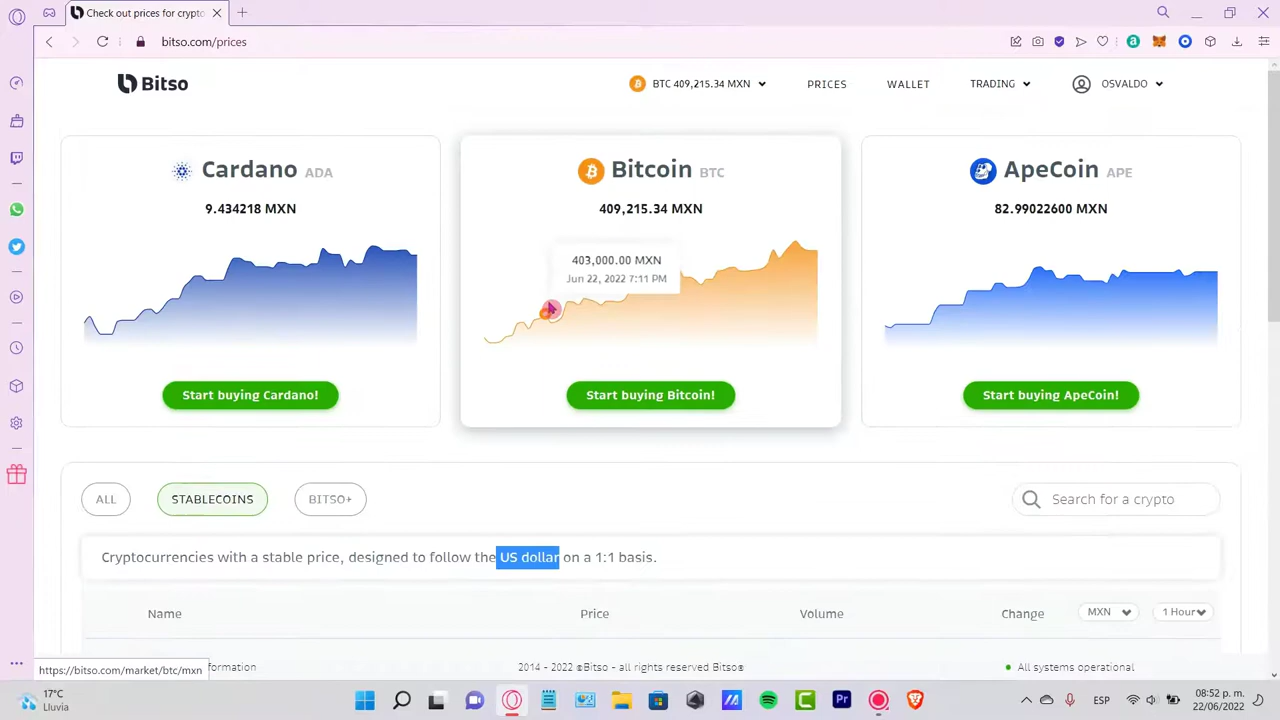 Check out prices for crypto
bitso.com/prices
Bitso
BTC 409,215.34 MXN
PRICES
WALLET
TRADING
OSVALDO
Cardano ADA
9.434218 MXN
Start buying Cardano!
Bitcoin BTC
409,215.34 MXN
403,000.00 MXN
Jun 22, 2022 7:11 PM
Start buying Bitcoin!
ApeCoin APE
82.99022600 MXN
Start buying ApeCoin!
ALL
STABLECOINS
BITSO+
Search for a crypto
Cryptocurrencies with a stable price, designed to follow the US dollar on a 1:1 basis.
Name
Price
Volume
Change
MXN
1 Hour
https://bitso.com/market/btc/mxn
formation
2014 - 2022 ©Bitso - all rights reserved Bitso®
All systems operational
17°C
Lluvia
Pr
ESP
08:52 p. m.
22/06/2022